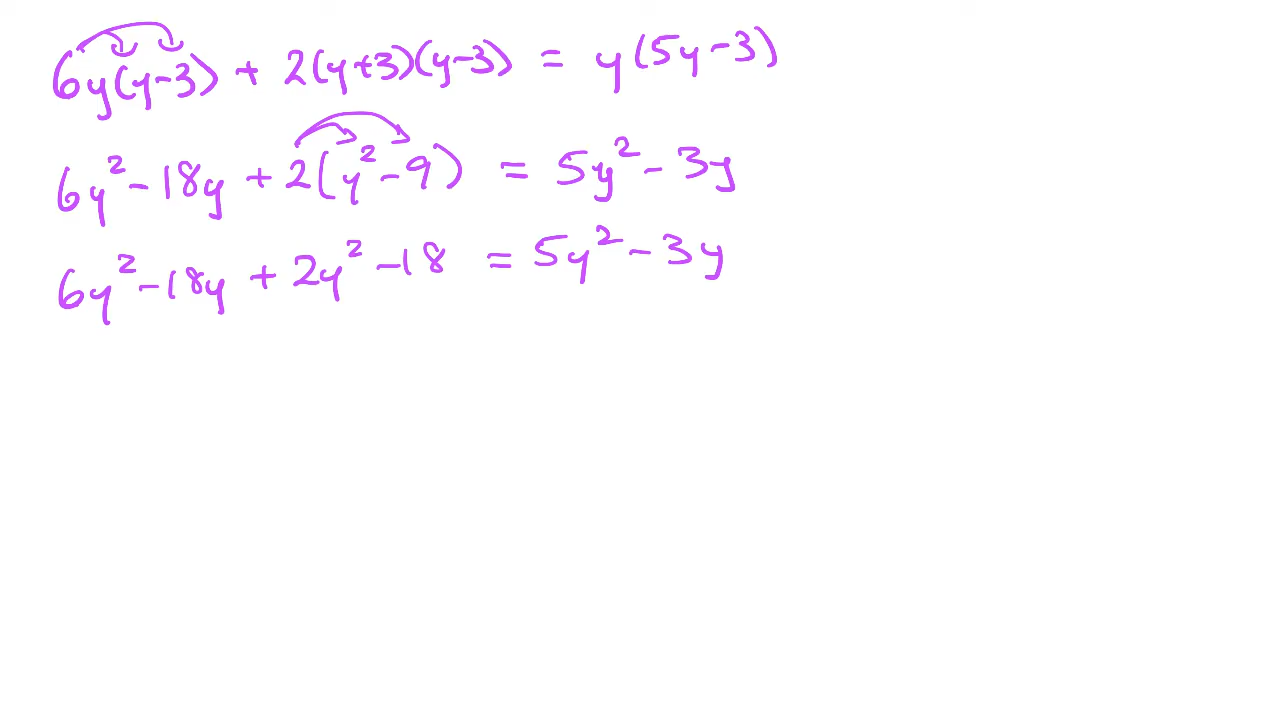 6y(y-3) + 2(y+3)(y-3) = y(5y-3)
6y² - 18y + 2(y² - 9) = 5y² - 3y
6y² - 18y + 2y² - 18 = 5y² - 3y